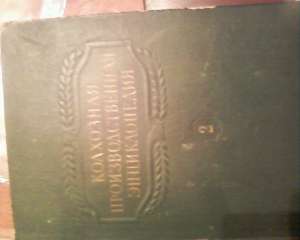 КОЛХОЗНАЯ
ПРОИЗВОДСТВЕННАЯ
ЭНЦИКЛОПЕДИЯ
2